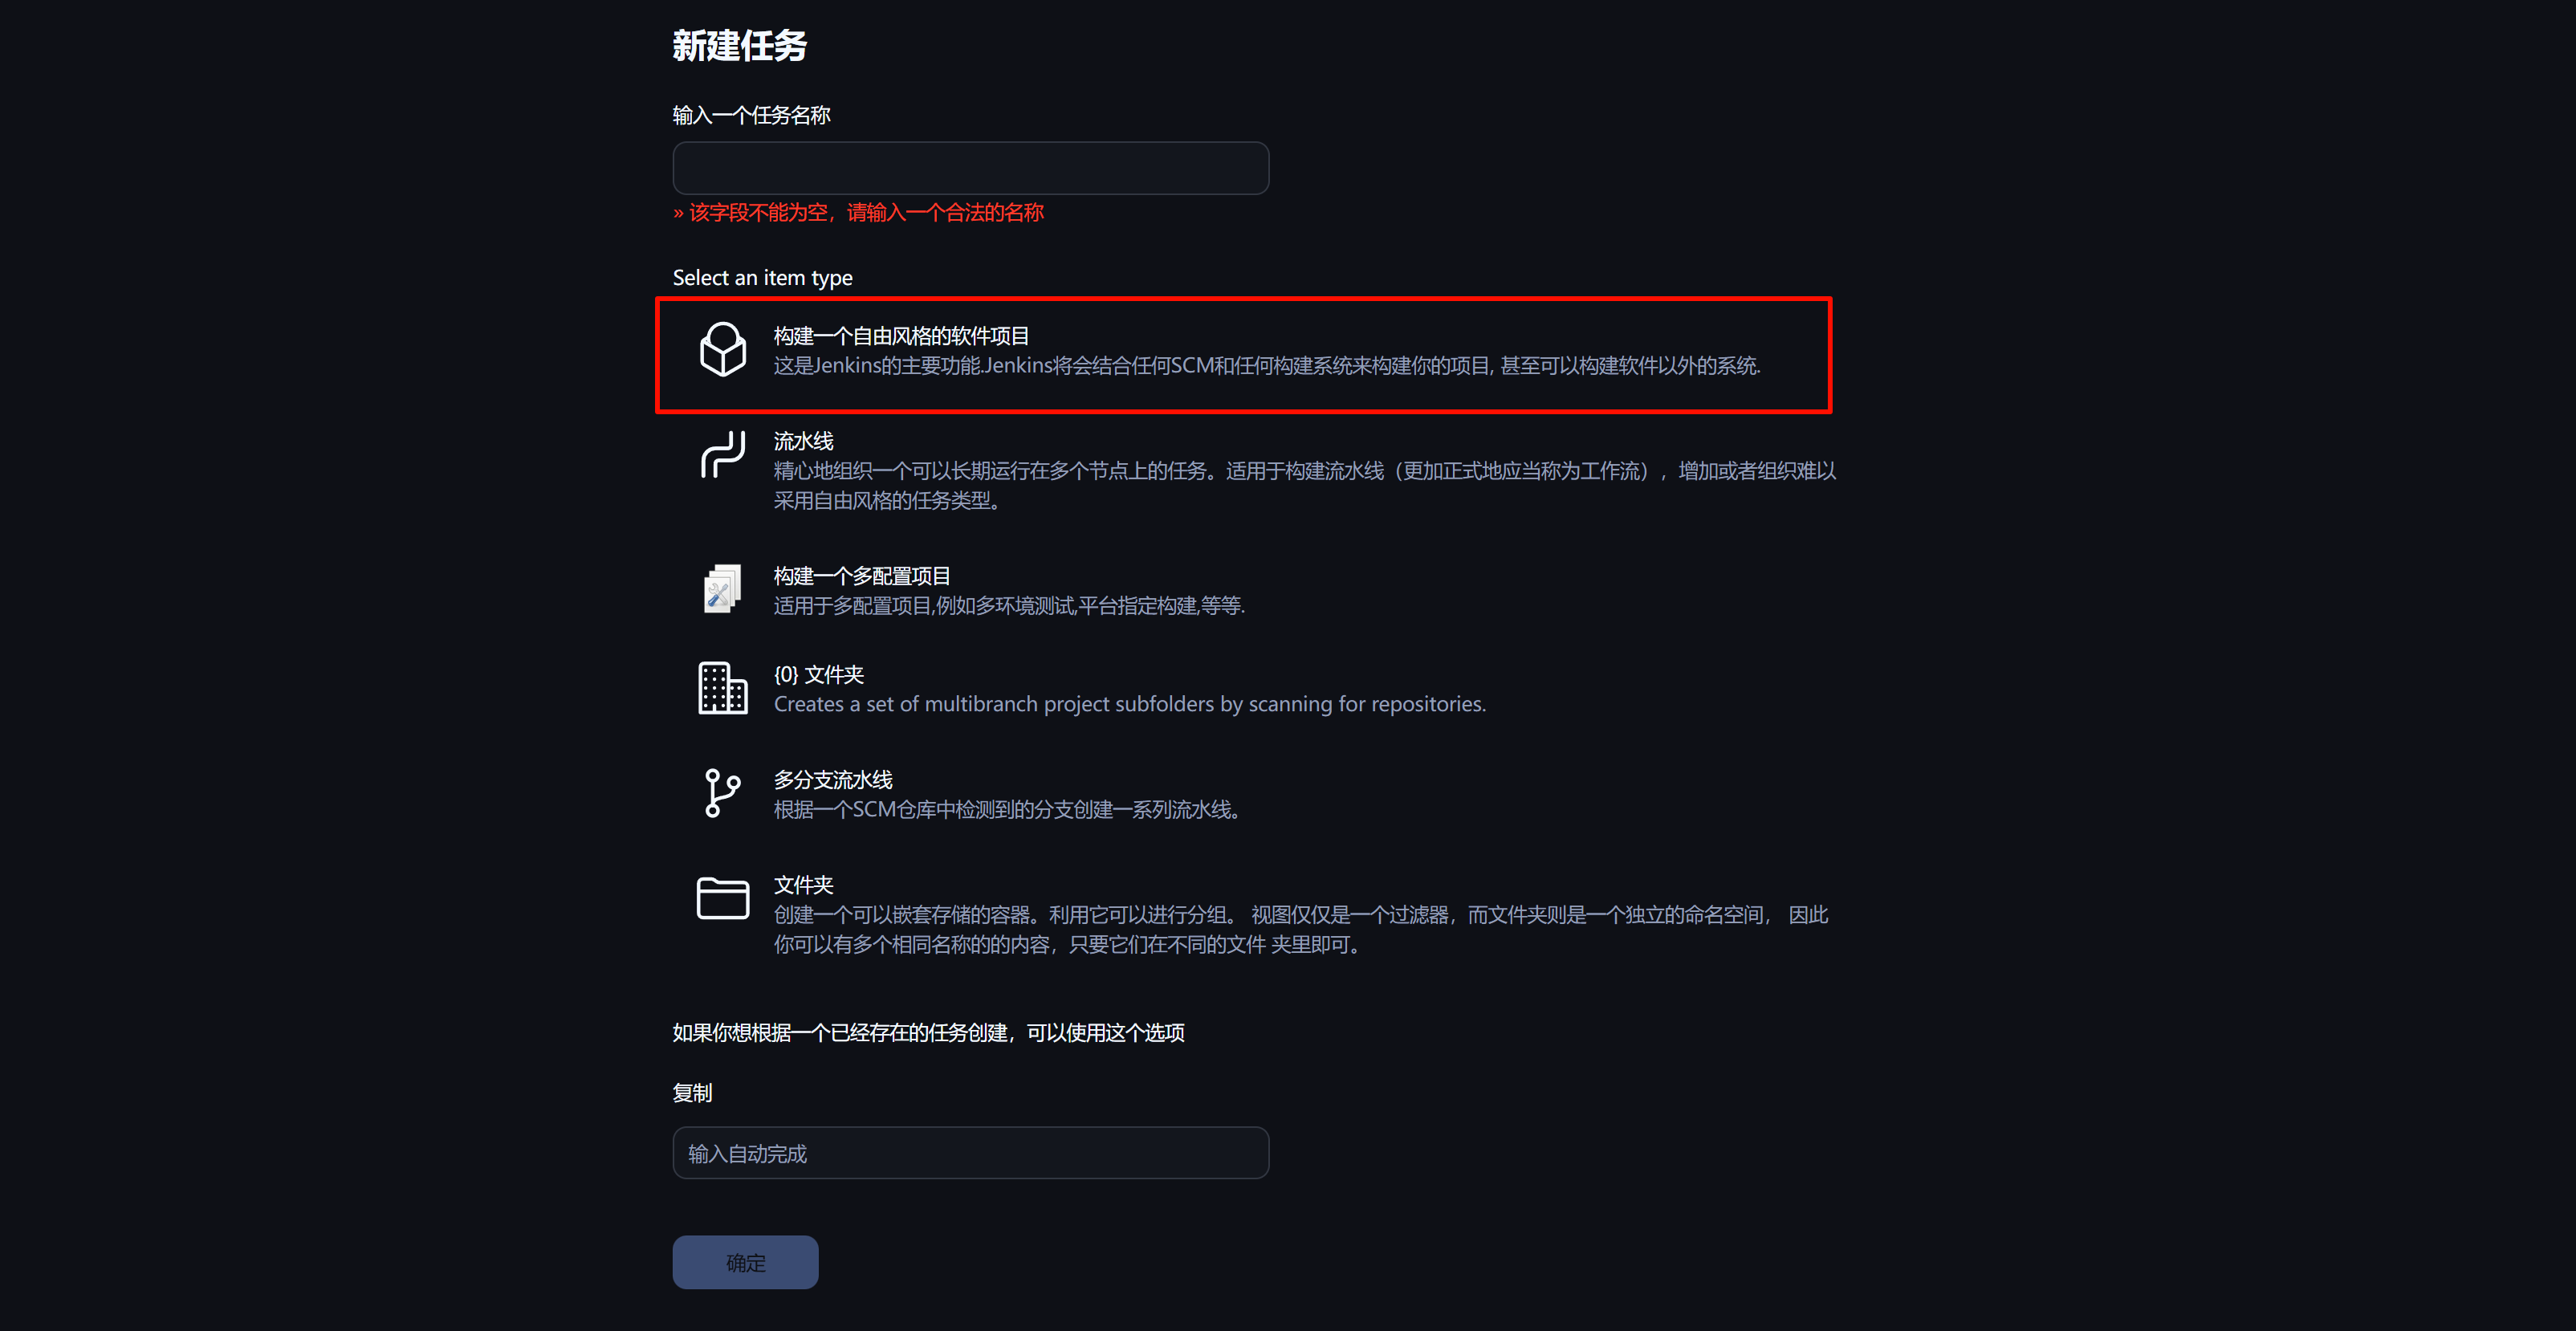 新建任务
输入一个任务名称
» 该字段不能为空，请输入一个合法的名称
Select an item type
构建一个自由风格的软件项目
这是Jenkins的主要功能.Jenkins将会结合任何SCM和任何构建系统来构建你的项目, 甚至可以构建软件以外的系统.
流水线
精心地组织一个可以长期运行在多个节点上的任务。适用于构建流水线（更加正式地应当称为工作流），增加或者组织难以
采用自由风格的任务类型。
构建一个多配置项目
适用于多配置项目,例如多环境测试,平台指定构建,等等.
{0} 文件夹
Creates a set of multibranch project subfolders by scanning for repositories.
多分支流水线
根据一个SCM仓库中检测到的分支创建一系列流水线。
文件夹
创建一个可以嵌套存储的容器。利用它可以进行分组。 视图仅仅是一个过滤器，而文件夹则是一个独立的命名空间， 因此
你可以有多个相同名称的的内容，只要它们在不同的文件 夹里即可。
如果你想根据一个已经存在的任务创建，可以使用这个选项
复制
输入自动完成
确定